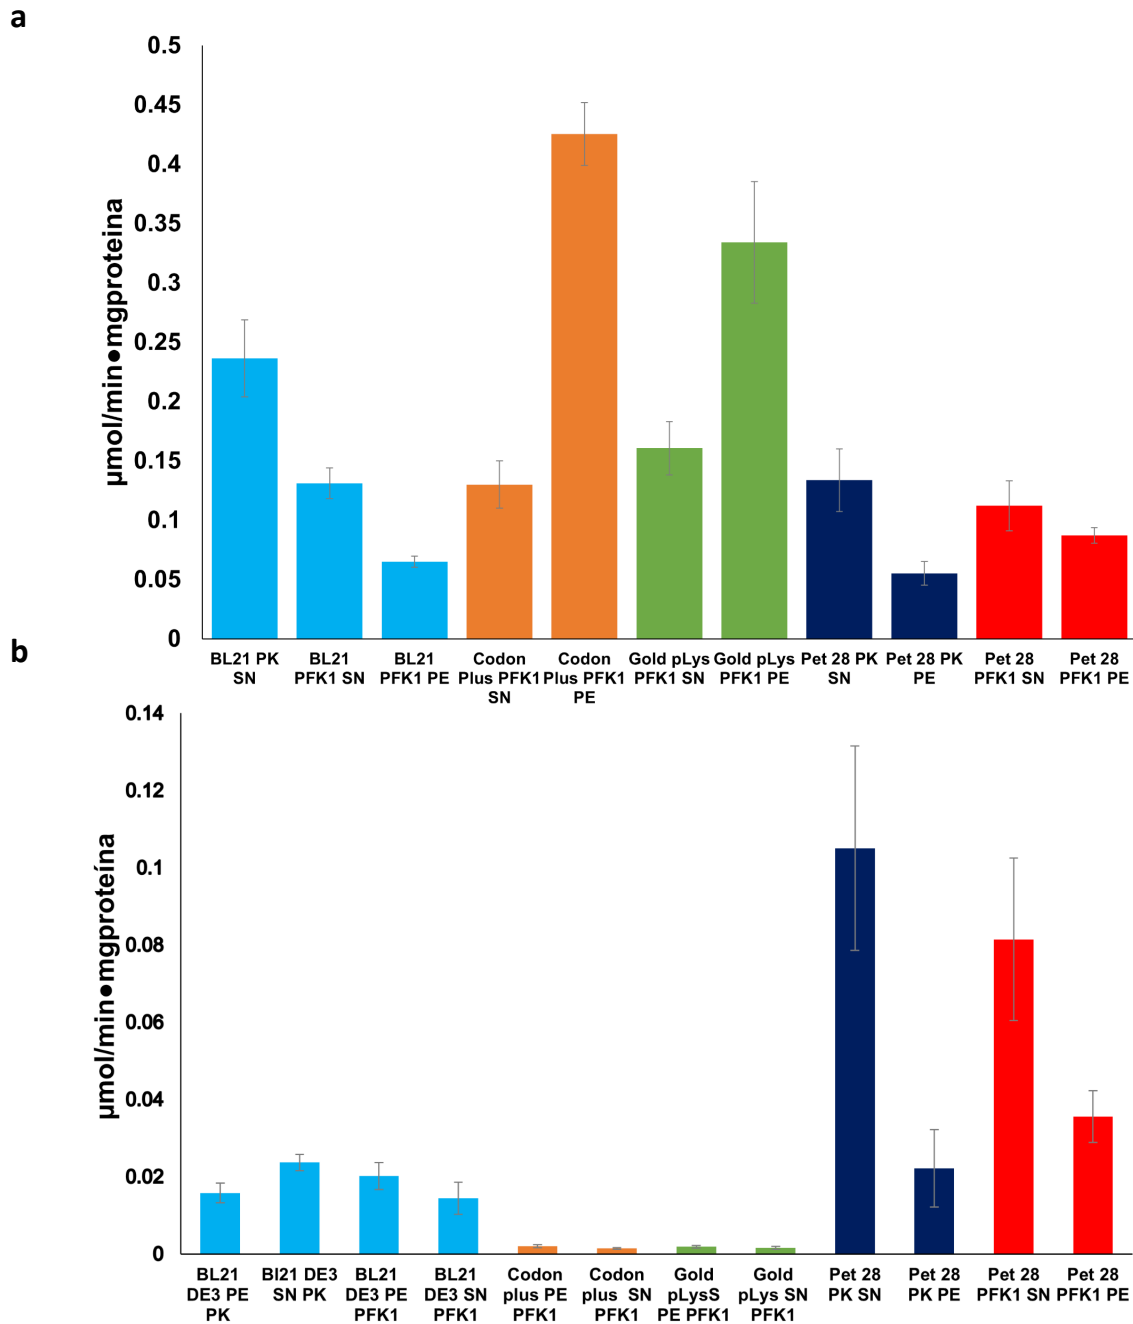 a
0.5
0.45
0.4
0.35
0.3
0.25
0.2
0.15
0.1
0.05
0
µmol/min●mgproteina
BL21 PK
SN
BL21
PFK1 SN
BL21
PFK1 PE
Codon
Plus PFK1
SN
Codon
Plus PFK1
PE
Gold pLys
PFK1 SN
Gold pLys
PFK1 PE
Pet 28 PK
SN
Pet 28 PK
PE
Pet 28
PFK1 SN
Pet 28
PFK1 PE
b
0.14
0.12
0.1
0.08
0.06
0.04
0.02
0
µmol/min●mgproteína
BL21
DE3 PE
PK
Bl21 DE3
SN PK
BL21
DE3 PE
PFK1
BL21
DE3 SN
PFK1
Codon
plus PE
PFK1
Codon
plus SN
PFK1
Gold
pLysS
PE PFK1
Gold
pLys SN
PFK1
Pet 28
PK SN
Pet 28
PK PE
Pet 28
PFK1 SN
Pet 28
PFK1 PE